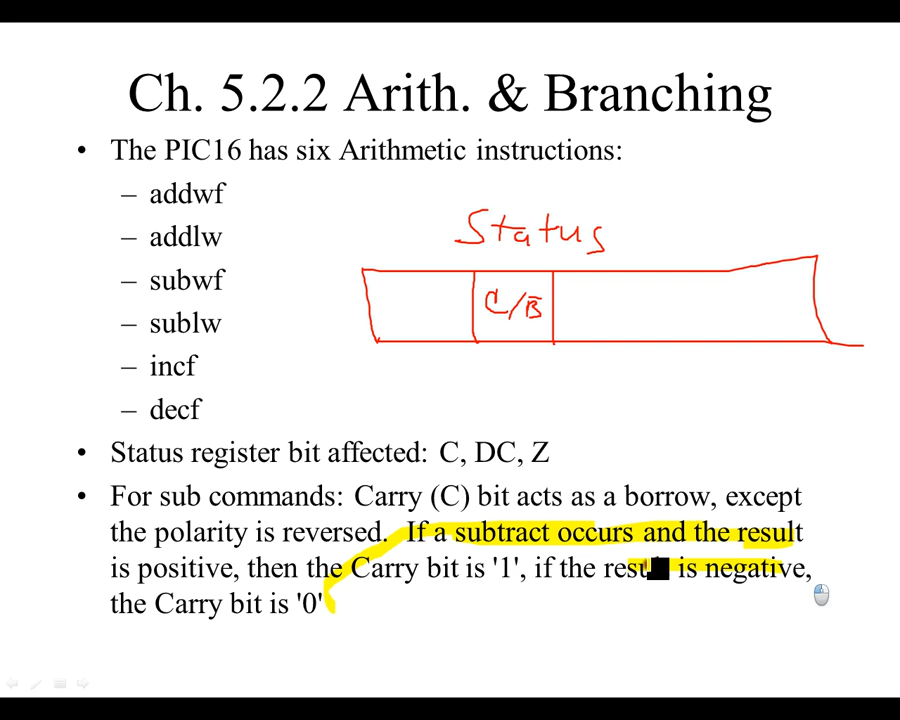 Ch. 5.2.2 Arith. & Branching
• The PIC16 has six Arithmetic instructions:
– addwf
– addlw
– subwf
– sublw
– incf
– decf
Status
C/B̅
• Status register bit affected: C, DC, Z
• For sub commands: Carry (C) bit acts as a borrow, except
the polarity is reversed. If a subtract occurs and the result
is positive, then the Carry bit is '1', if the is negative,
the Carry bit is '0'